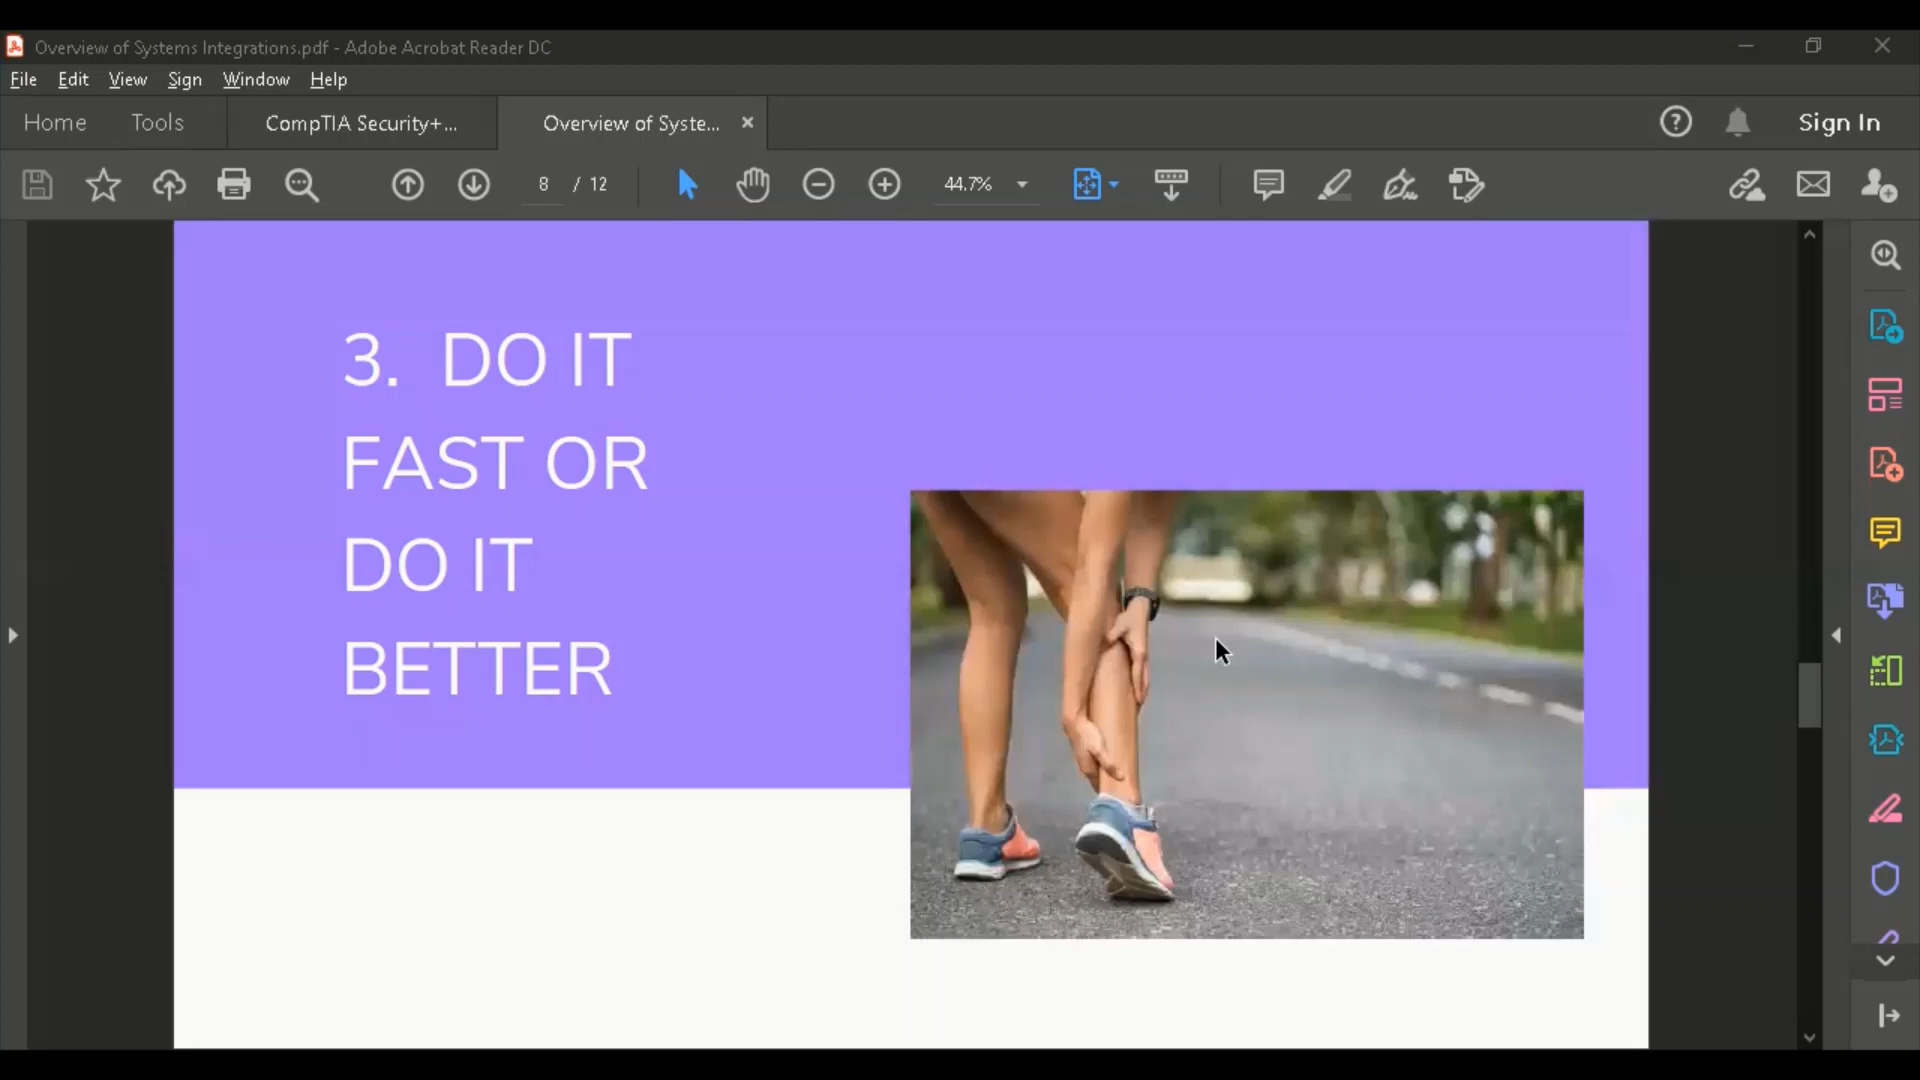 Overview of Systems Integrations.pdf - Adobe Acrobat Reader DC
File Edit View Sign Window Help
Home Tools CompTIA Security+... Overview of Syste... Sign In
8 / 12 44.7%
3. DO IT
FAST OR
DO IT
BETTER